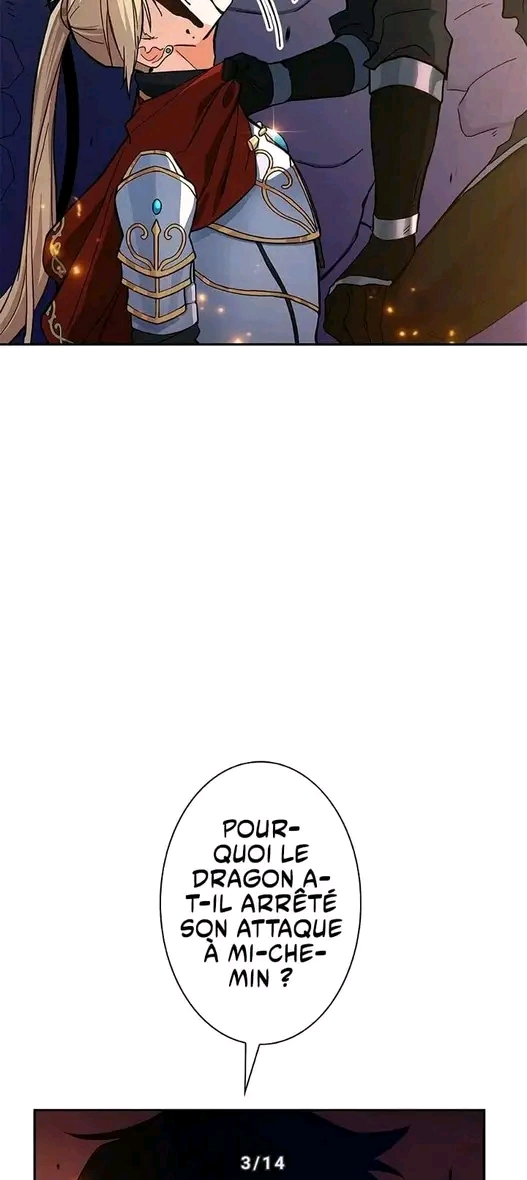 POUR-
QUOI LE
DRAGON A-
T-IL ARRÊTÉ
SON ATTAQUE
À MI-CHE-
MIN ?
3/14